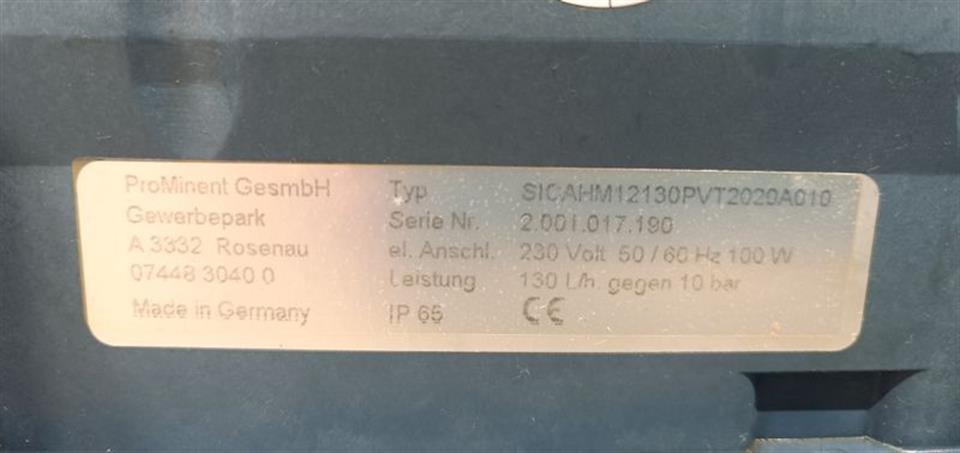 ProMinent GesmbH
Gewerbepark
A 3332 Rosenau
07448 3040 0
Made in Germany
Typ SICAHM12130PVT2020A010
Serie Nr. 2.001.017.190
el. Anschl. 230 Volt 50 / 60 Hz 100 W
Leistung 130 L/h. gegen 10 bar
IP 65 CE